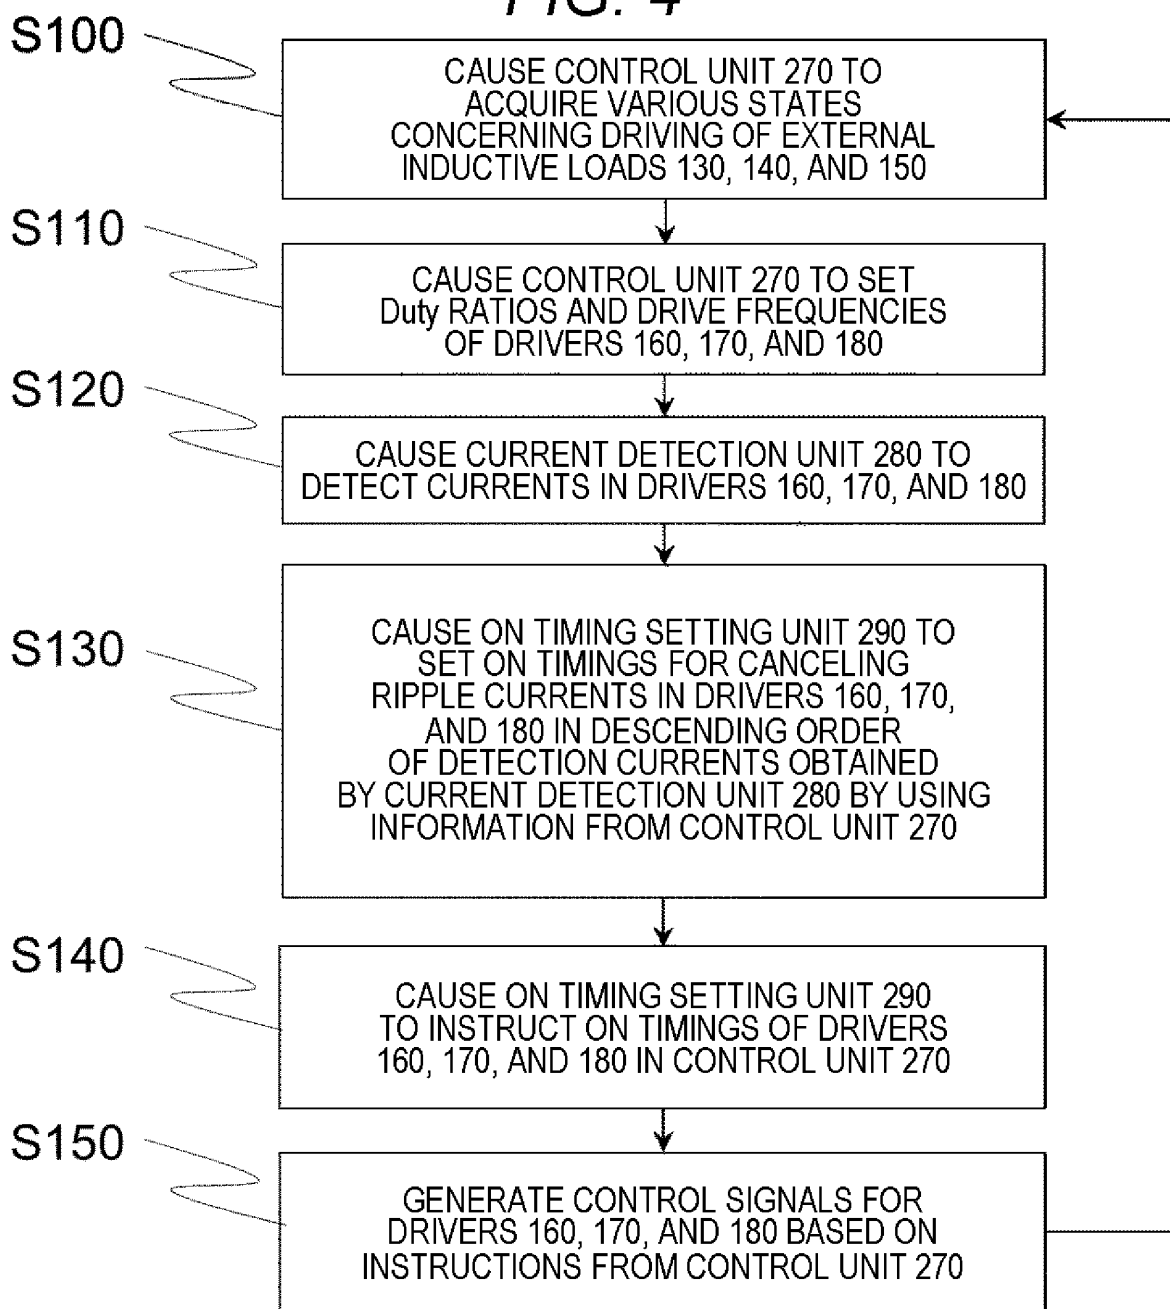 FIG. 4
S100
CAUSE CONTROL UNIT 270 TO
ACQUIRE VARIOUS STATES
CONCERNING DRIVING OF EXTERNAL
INDUCTIVE LOADS 130, 140, AND 150
S110
CAUSE CONTROL UNIT 270 TO SET
Duty RATIOS AND DRIVE FREQUENCIES
OF DRIVERS 160, 170, AND 180
S120
CAUSE CURRENT DETECTION UNIT 280 TO
DETECT CURRENTS IN DRIVERS 160, 170, AND 180
S130
CAUSE ON TIMING SETTING UNIT 290 TO
SET ON TIMINGS FOR CANCELING
RIPPLE CURRENTS IN DRIVERS 160, 170,
AND 180 IN DESCENDING ORDER
OF DETECTION CURRENTS OBTAINED
BY CURRENT DETECTION UNIT 280 BY USING
INFORMATION FROM CONTROL UNIT 270
S140
CAUSE ON TIMING SETTING UNIT 290
TO INSTRUCT ON TIMINGS OF DRIVERS
160, 170, AND 180 IN CONTROL UNIT 270
S150
GENERATE CONTROL SIGNALS FOR
DRIVERS 160, 170, AND 180 BASED ON
INSTRUCTIONS FROM CONTROL UNIT 270